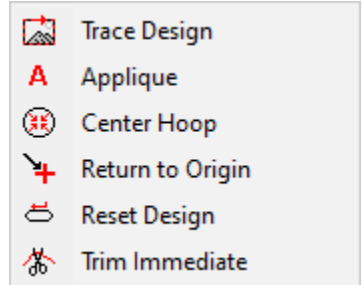 Trace Design
A Applique
Center Hoop
Return to Origin
Reset Design
Trim Immediate